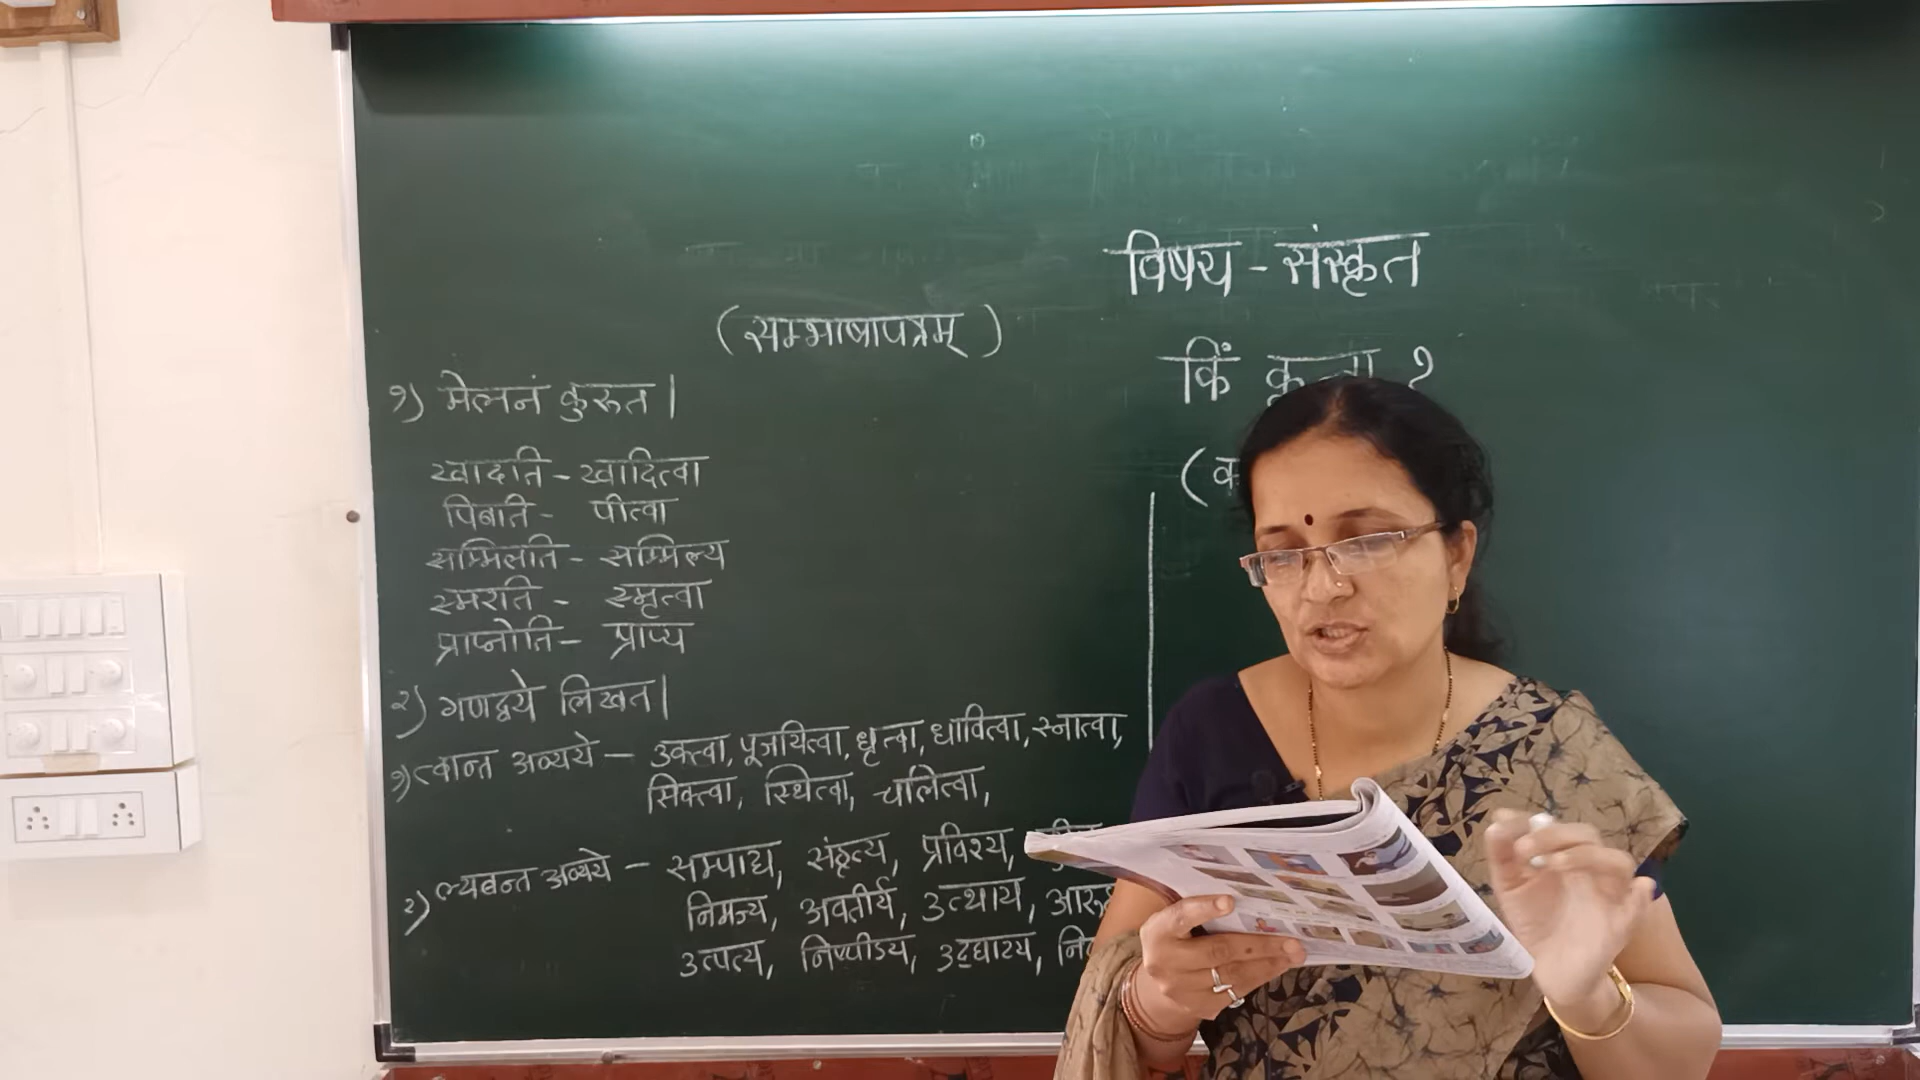 विषय - संस्कृत
(सम्भाषापत्रम्)
किं कृत्वा ?
१) मेलनं कुरुत।
खादति - खादित्वा
पिबति - पीत्वा
सम्मिलति - सम्मिल्य
स्मरति - स्मृत्वा
प्राप्नोति - प्राप्य
२) गणद्वये लिखत।
१) त्वान्त अव्यये - उक्त्वा, पूजयित्वा, धृत्वा, धावित्वा, स्नात्वा,
सिक्त्वा, स्थित्वा, चलित्वा,
२) ल्यबन्त अव्यये - सम्पाद्य, संहृत्य, प्रविश्य,
निमज्य, अवतीर्य, उत्थाय,
उत्पत्य, निष्पीड्य, उद्घाट्य,